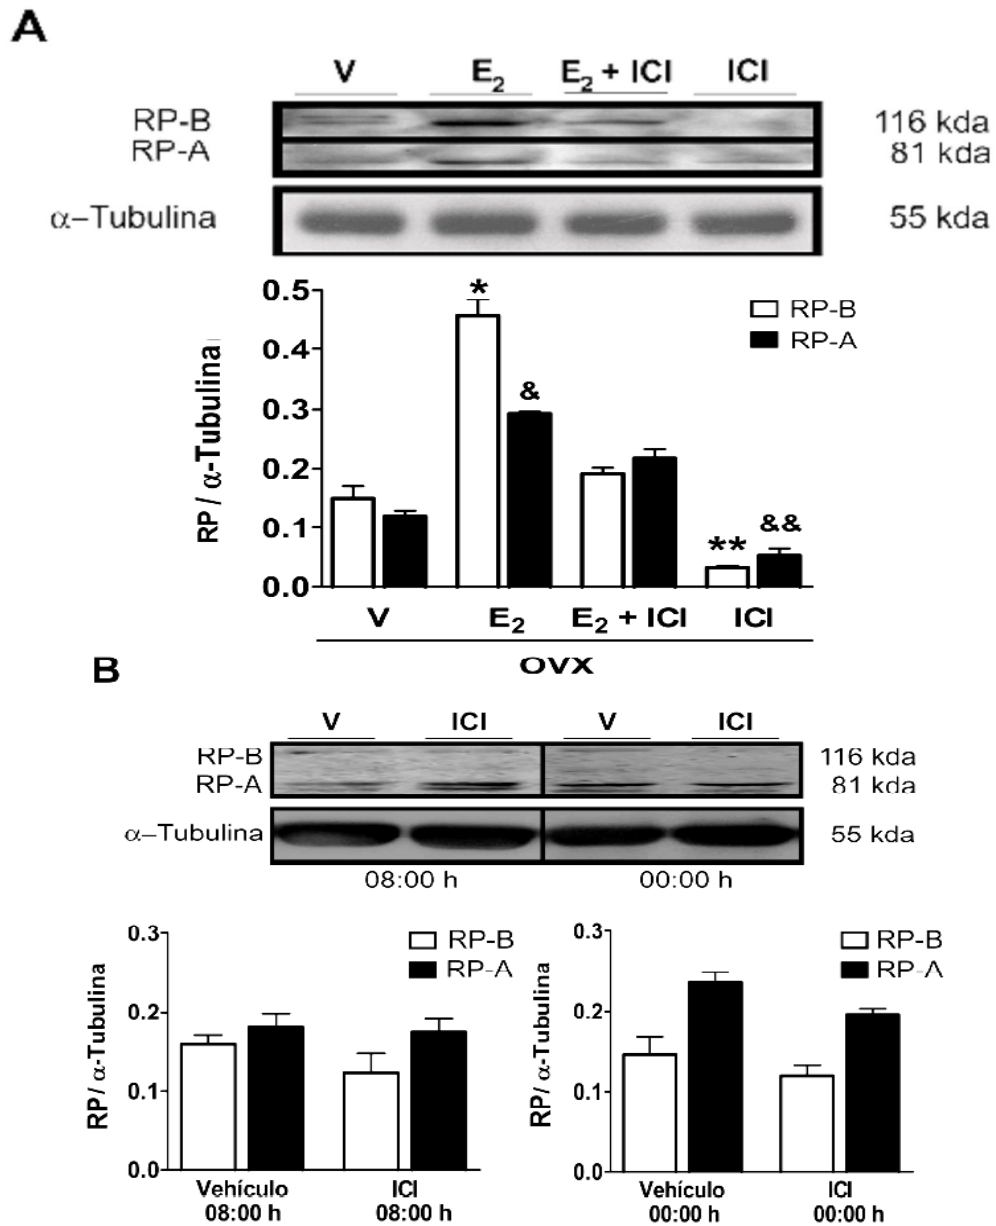 A
V E₂ E₂ + ICI ICI
RP-B 116 kda
RP-A 81 kda
α–Tubulina 55 kda
0.5
0.4
0.3
0.2
0.1
0.0
RP / α-Tubulina
RP-B
RP-A
*
&
**
&&
V E₂ E₂ + ICI ICI
OVX
B
V ICI V ICI
RP-B 116 kda
RP-A 81 kda
α–Tubulina 55 kda
08:00 h 00:00 h
0.3
0.2
0.1
0.0
RP/ α-Tubulina
RP-B
RP-A
Vehículo ICI
08:00 h 08:00 h
0.3
0.2
0.1
0.0
RP/ α-Tubulina
RP-B
RP-A
Vehículo ICI
00:00 h 00:00 h